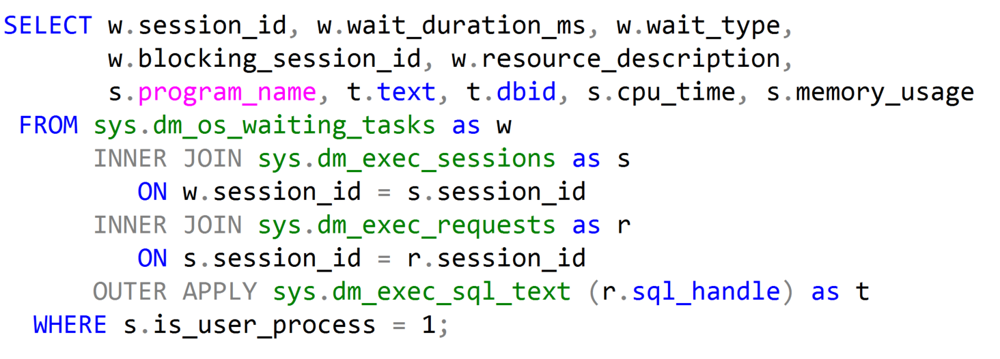 SELECT w.session_id, w.wait_duration_ms, w.wait_type,
w.blocking_session_id, w.resource_description,
s.program_name, t.text, t.dbid, s.cpu_time, s.memory_usage
FROM sys.dm_os_waiting_tasks as w
INNER JOIN sys.dm_exec_sessions as s
ON w.session_id = s.session_id
INNER JOIN sys.dm_exec_requests as r
ON s.session_id = r.session_id
OUTER APPLY sys.dm_exec_sql_text (r.sql_handle) as t
WHERE s.is_user_process = 1;